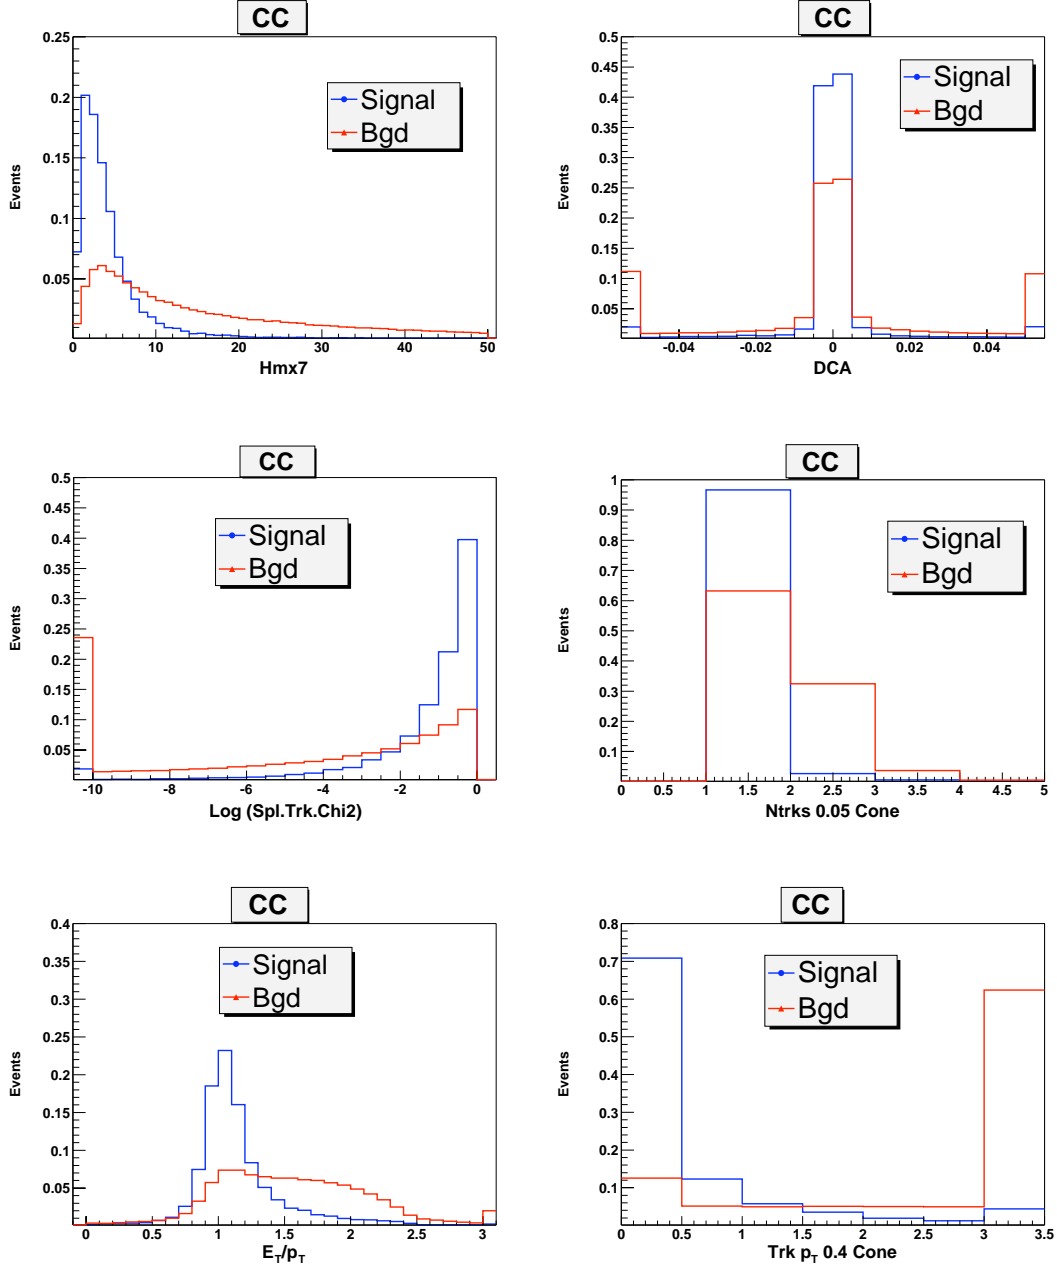 CC
0.25
0.2
0.15
0.1
0.05
Events
Signal
Bgd
0 10 20 30 40 50
Hmx7
CC
0.5
0.45
0.4
0.35
0.3
0.25
0.2
0.15
0.1
0.05
Events
Signal
Bgd
-0.04 -0.02 0 0.02 0.04
DCA
CC
0.5
0.45
0.4
0.35
0.3
0.25
0.2
0.15
0.1
0.05
Events
Signal
Bgd
-10 -8 -6 -4 -2 0
Log (Spl.Trk.Chi2)
CC
1
0.9
0.8
0.7
0.6
0.5
0.4
0.3
0.2
0.1
Events
Signal
Bgd
0 0.5 1 1.5 2 2.5 3 3.5 4 4.5 5
Ntrks 0.05 Cone
CC
0.4
0.35
0.3
0.25
0.2
0.15
0.1
0.05
Events
Signal
Bgd
0 0.5 1 1.5 2 2.5 3
E_T/p_T
CC
0.8
0.7
0.6
0.5
0.4
0.3
0.2
0.1
Events
Signal
Bgd
0 0.5 1 1.5 2 2.5 3 3.5
Trk p_T 0.4 Cone